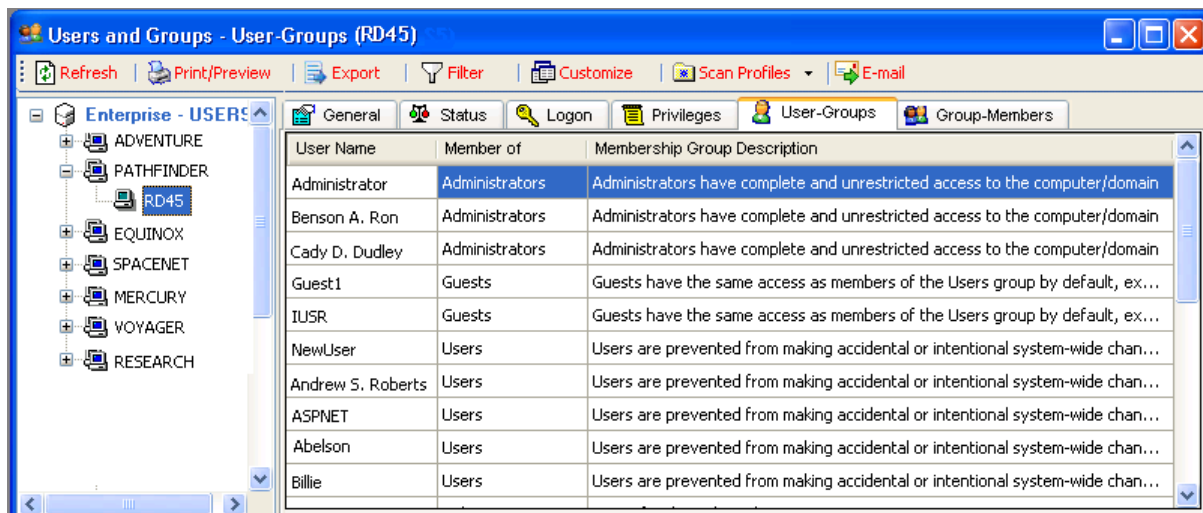 Users and Groups - User-Groups (RD45)
Refresh | Print/Preview | Export | Filter | Customize | Scan Profiles | E-mail
Enterprise - USERS
ADVENTURE
PATHFINDER
RD45
EQUINOX
SPACENET
MERCURY
VOYAGER
RESEARCH
General Status Logon Privileges User-Groups Group-Members
User Name Member of Membership Group Description
Administrator Administrators Administrators have complete and unrestricted access to the computer/domain
Benson A. Ron Administrators Administrators have complete and unrestricted access to the computer/domain
Cady D. Dudley Administrators Administrators have complete and unrestricted access to the computer/domain
Guest1 Guests Guests have the same access as members of the Users group by default, ex...
IUSR Guests Guests have the same access as members of the Users group by default, ex...
NewUser Users Users are prevented from making accidental or intentional system-wide chan...
Andrew S. Roberts Users Users are prevented from making accidental or intentional system-wide chan...
ASPNET Users Users are prevented from making accidental or intentional system-wide chan...
Abelson Users Users are prevented from making accidental or intentional system-wide chan...
Billie Users Users are prevented from making accidental or intentional system-wide chan...